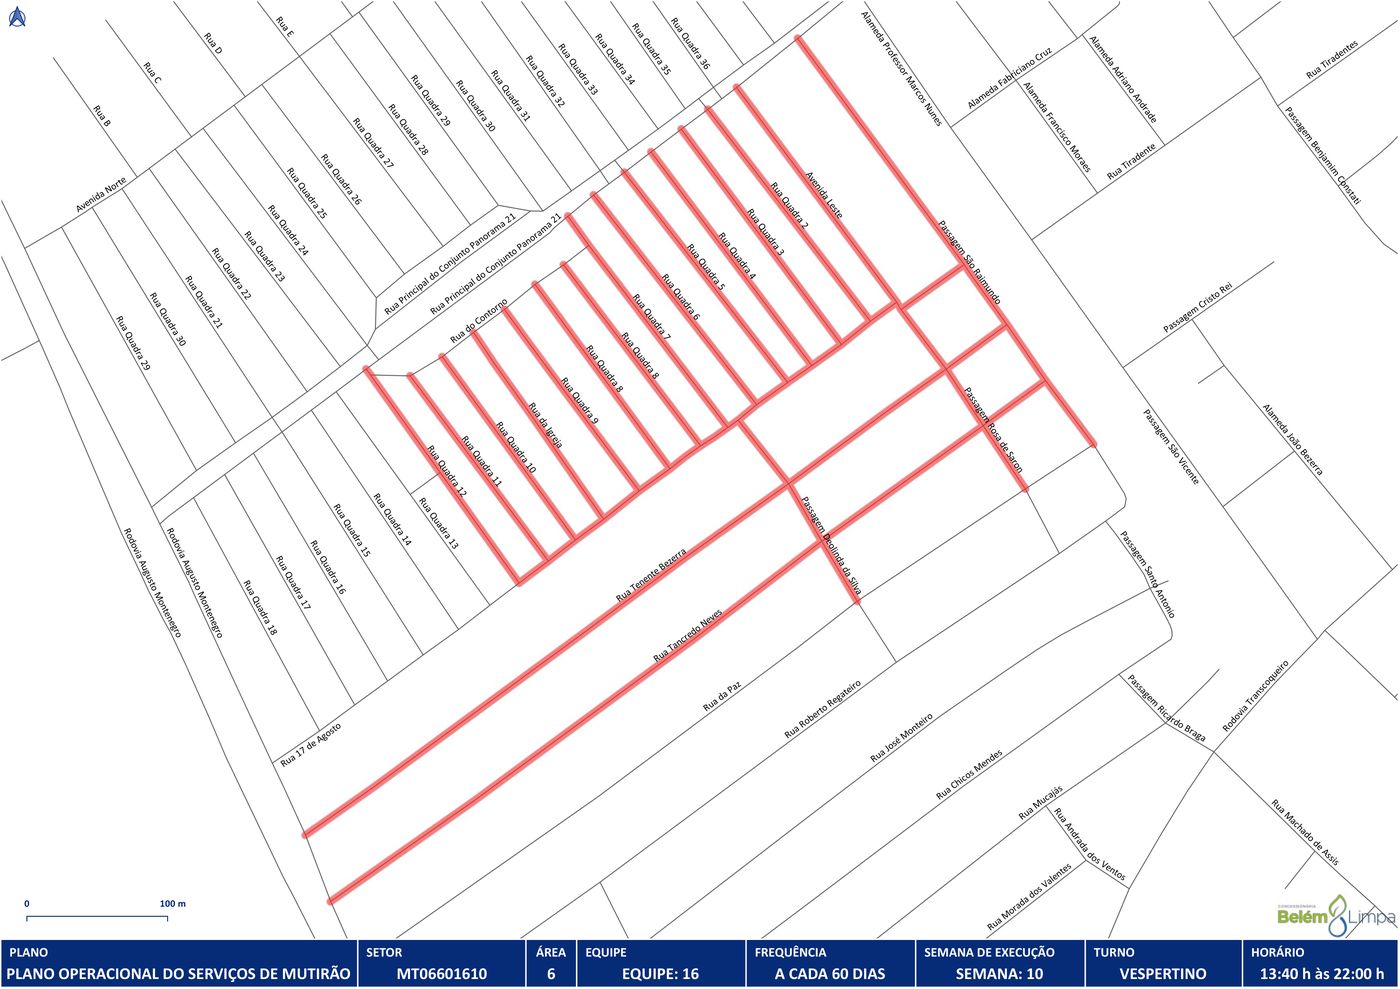 Rua B
Rua C
Rua D
Rua E
Avenida Norte
Rua Quadra 29
Rua Quadra 30
Rua Quadra 21
Rua Quadra 22
Rua Quadra 23
Rua Quadra 24
Rua Quadra 25
Rua Quadra 26
Rua Quadra 27
Rua Quadra 28
Rua Quadra 29
Rua Quadra 30
Rua Quadra 31
Rua Quadra 32
Rua Quadra 33
Rua Quadra 34
Rua Quadra 35
Rua Quadra 36
Rua Principal do Conjunto Panorama 21
Rua Principal do Conjunto Panorama 21
Rua do Contorno
Alameda Professor Marcos Nunes
Alameda Fabriciano Cruz
Alameda Adriano Andrade
Alameda Francisco Moraes
Rua Tiradente
Rua Tiradentes
Passagem Benjamim Constati
Avenida Leste
Rua Quadra 2
Rua Quadra 3
Rua Quadra 4
Rua Quadra 5
Rua Quadra 6
Rua Quadra 7
Rua Quadra 8
Rua Quadra 8
Rua Quadra 9
Rua da Igreja
Rua Quadra 10
Rua Quadra 11
Rua Quadra 12
Rua Quadra 13
Rua Quadra 14
Rua Quadra 15
Rua Quadra 16
Rua Quadra 17
Rua Quadra 18
Passagem São Raimundo
Passagem Cristo Rei
Passagem São Vicente
Alameda João Bezerra
Passagem Rosa de Saron
Passagem Deolinda da Silva
Passagem Santo Antonio
Rodovia Augusto Montenegro
Rodovia Augusto Montenegro
Rua 17 de Agosto
Rua Tenente Bezerra
Rua Tancredo Neves
Rua da Paz
Rua Roberto Regateiro
Rua José Monteiro
Rua Chicos Mendes
Rua Mucajás
Passagem Ricardo Braga
Rodovia Transcoqueiro
Rua Machado de Assis
Rua Andrada dos Ventos
Rua Morada dos Valentes
0 100 m
CONCESSIONÁRIA
Belém Limpa
PLANO
PLANO OPERACIONAL DO SERVIÇOS DE MUTIRÃO
SETOR
MT06601610
ÁREA
6
EQUIPE
EQUIPE: 16
FREQUÊNCIA
A CADA 60 DIAS
SEMANA DE EXECUÇÃO
SEMANA: 10
TURNO
VESPERTINO
HORÁRIO
13:40 h às 22:00 h